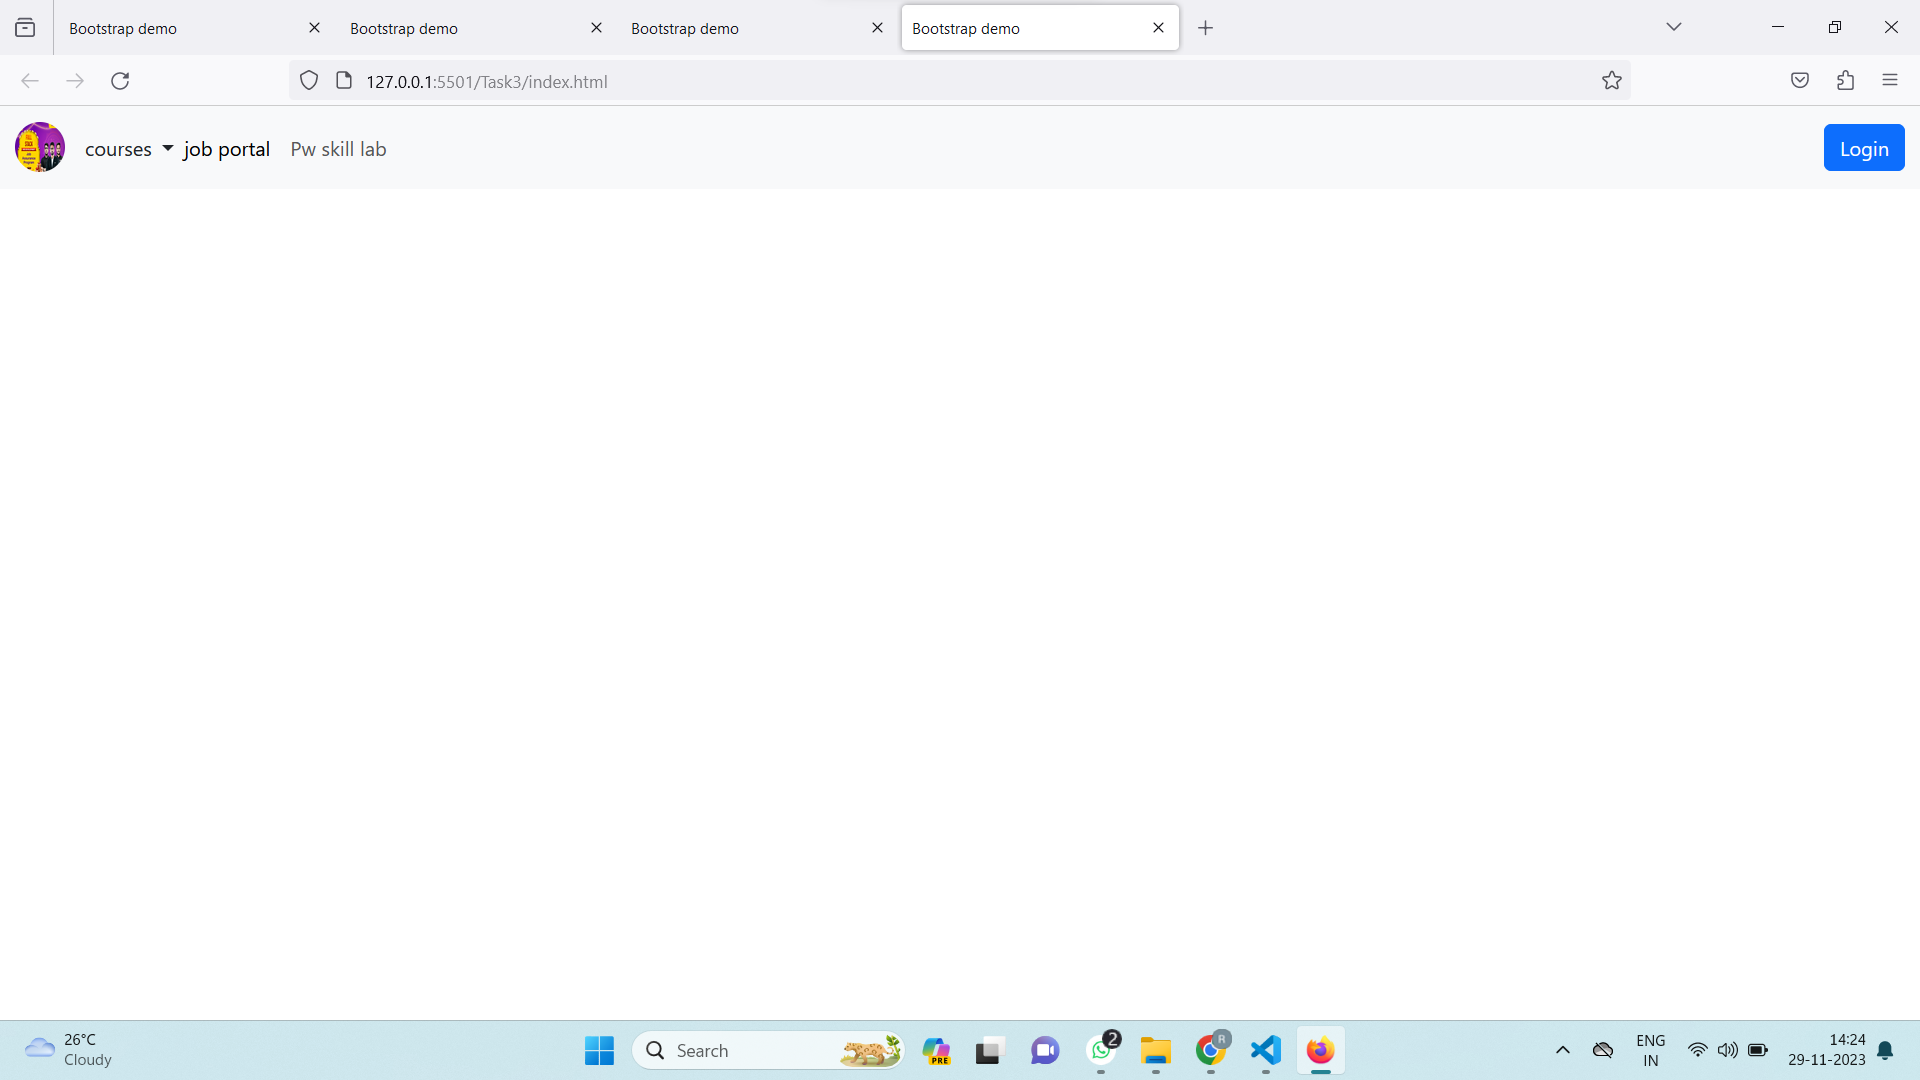 Bootstrap demo
Bootstrap demo
Bootstrap demo
Bootstrap demo
127.0.0.1:5501/Task3/index.html
courses job portal Pw skill lab
Login
26°C
Cloudy
Search
PRE
2
R
ENG
IN
14:24
29-11-2023